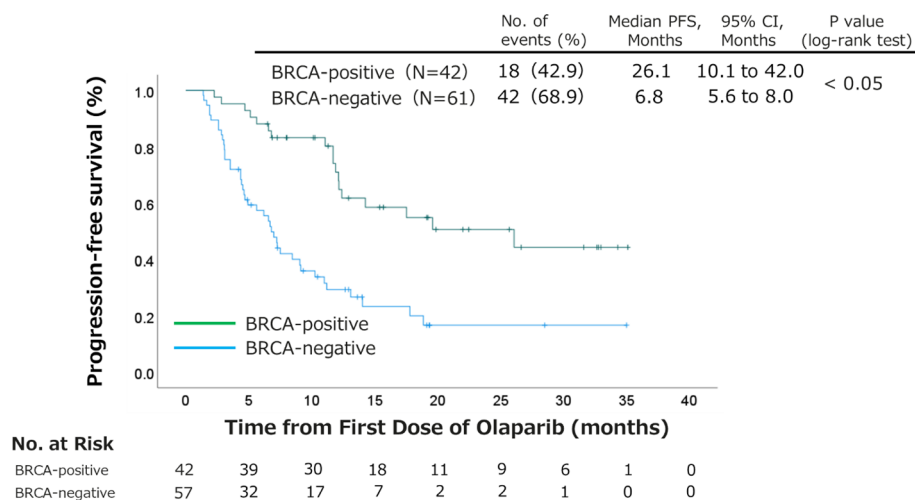 No. of events (%) Median PFS, Months 95% CI, Months P value (log-rank test)
BRCA-positive (N=42) 18 (42.9) 26.1 10.1 to 42.0 < 0.05
BRCA-negative (N=61) 42 (68.9) 6.8 5.6 to 8.0
Progression-free survival (%)
1.0
0.8
0.6
0.4
0.2
0.0
BRCA-positive
BRCA-negative
0 5 10 15 20 25 30 35 40
Time from First Dose of Olaparib (months)
No. at Risk
BRCA-positive 42 39 30 18 11 9 6 1 0
BRCA-negative 57 32 17 7 2 2 1 0 0